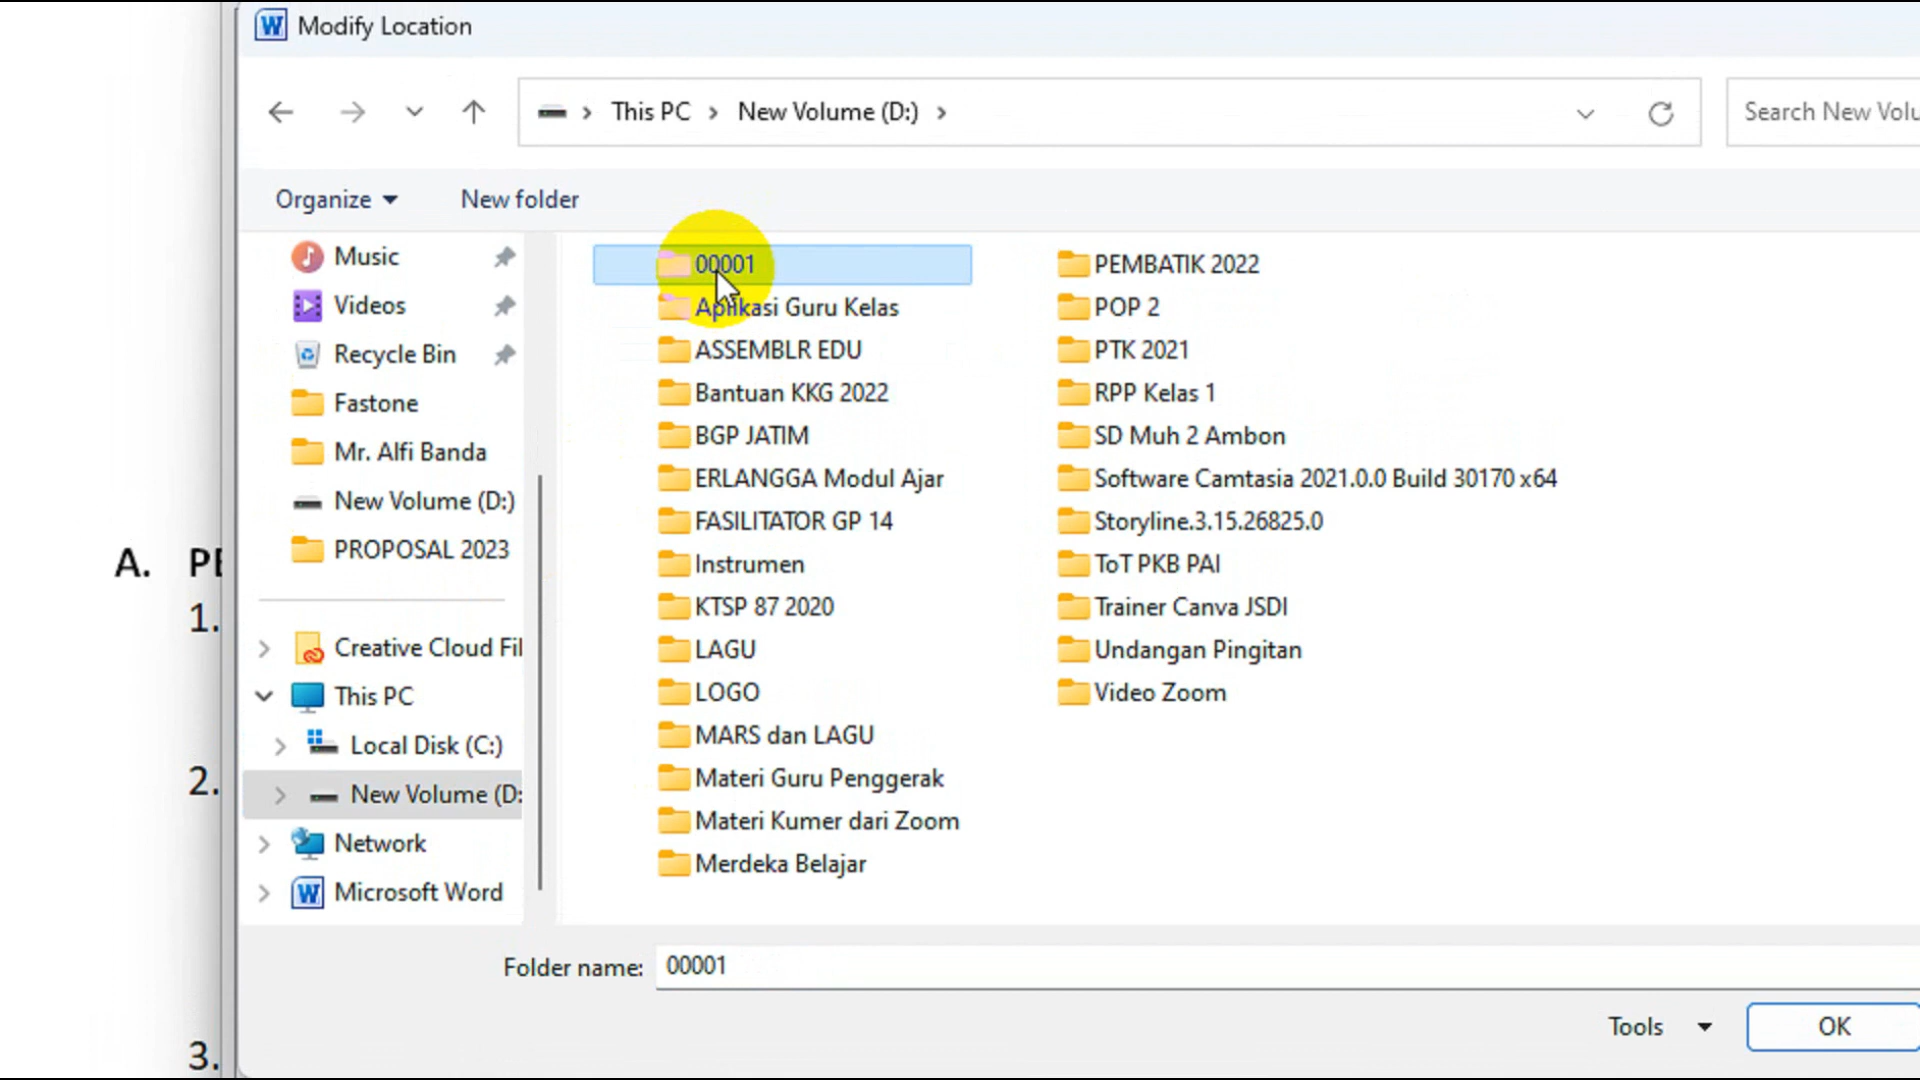 Modify Location
This PC
New Volume (D:)
Search New Volu
Organize
New folder
Music
Videos
Recycle Bin
Fastone
Mr. Alfi Banda
New Volume (D:)
PROPOSAL 2023
Creative Cloud Fil
This PC
Local Disk (C:)
New Volume (D:
Network
Microsoft Word
00001
Aplikasi Guru Kelas
ASSEMBLR EDU
Bantuan KKG 2022
BGP JATIM
ERLANGGA Modul Ajar
FASILITATOR GP 14
Instrumen
KTSP 87 2020
LAGU
LOGO
MARS dan LAGU
Materi Guru Penggerak
Materi Kumer dari Zoom
Merdeka Belajar
PEMBATIK 2022
POP 2
PTK 2021
RPP Kelas 1
SD Muh 2 Ambon
Software Camtasia 2021.0.0 Build 30170 x64
Storyline.3.15.26825.0
ToT PKB PAI
Trainer Canva JSDI
Undangan Pingitan
Video Zoom
Folder name: 00001
Tools
OK
A. PE
1.
2.
3.